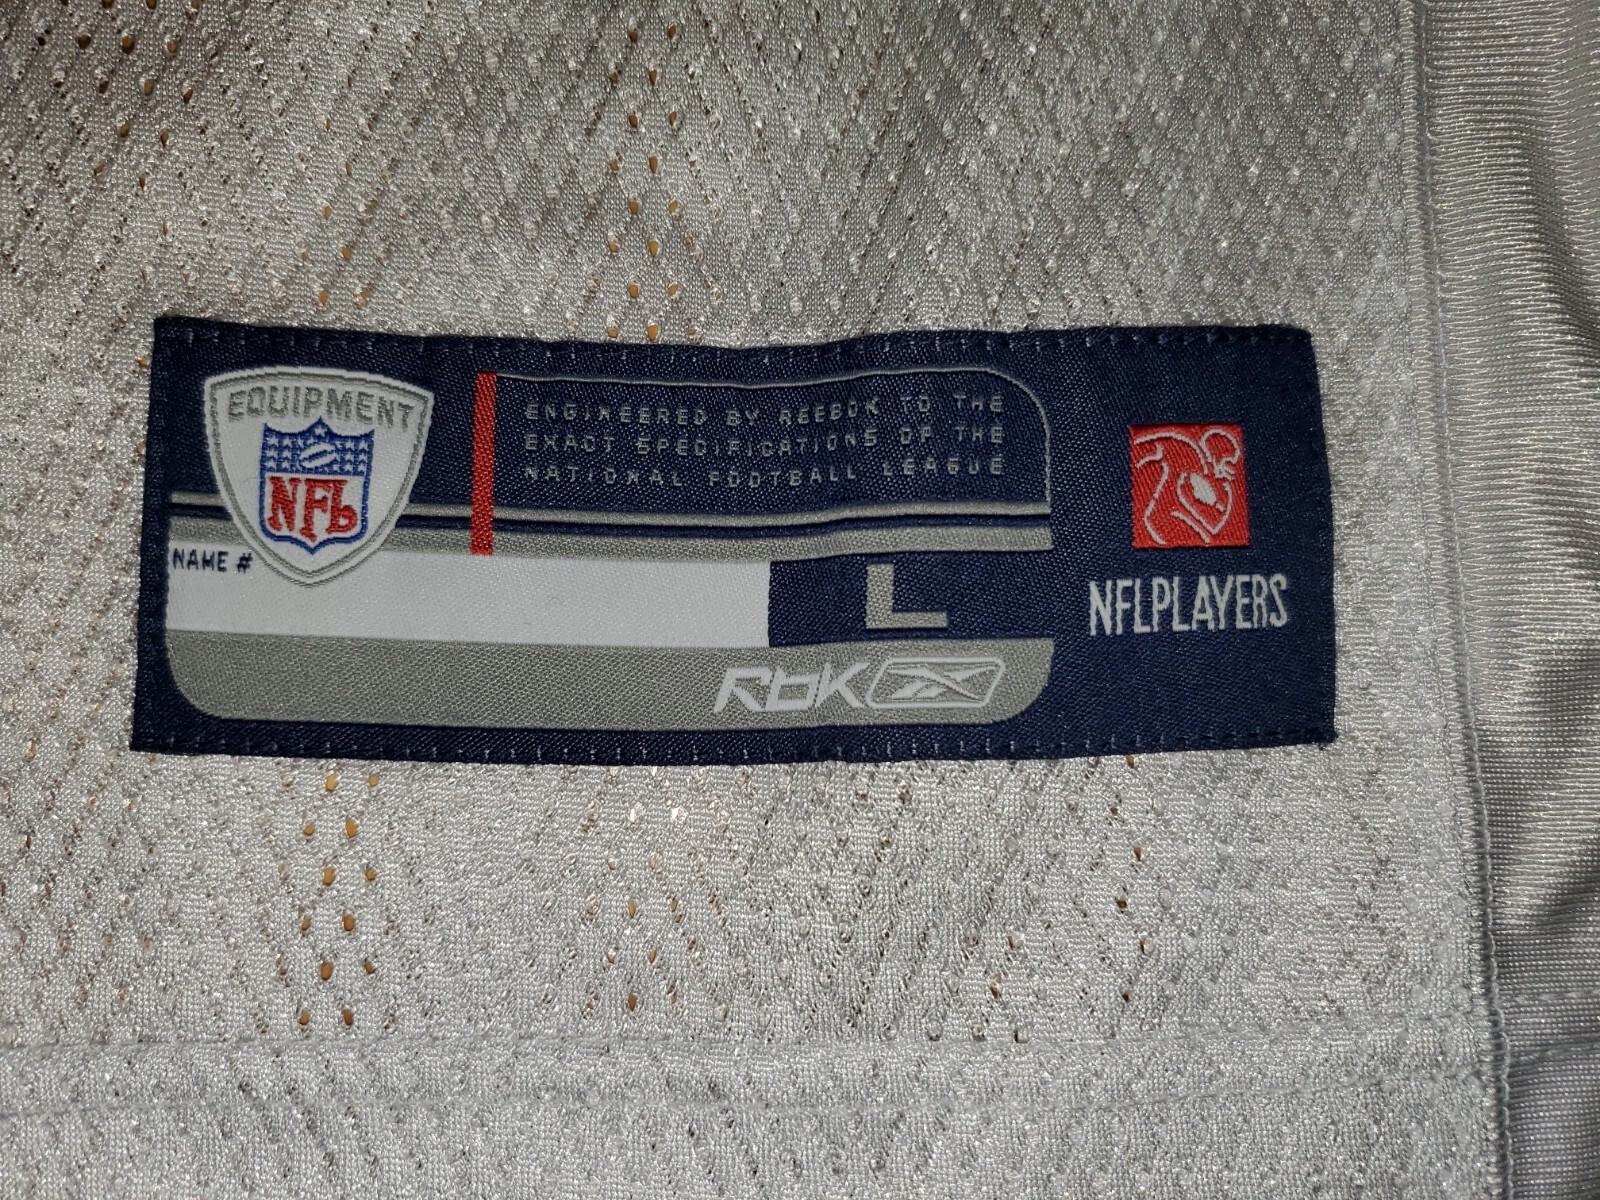 EQUIPMENT
NFL
ENGINEERED BY REEBOK TO THE
EXACT SPECIFICATIONS OF THE
NATIONAL FOOTBALL LEAGUE
NAME #
L
RbK
NFLPLAYERS